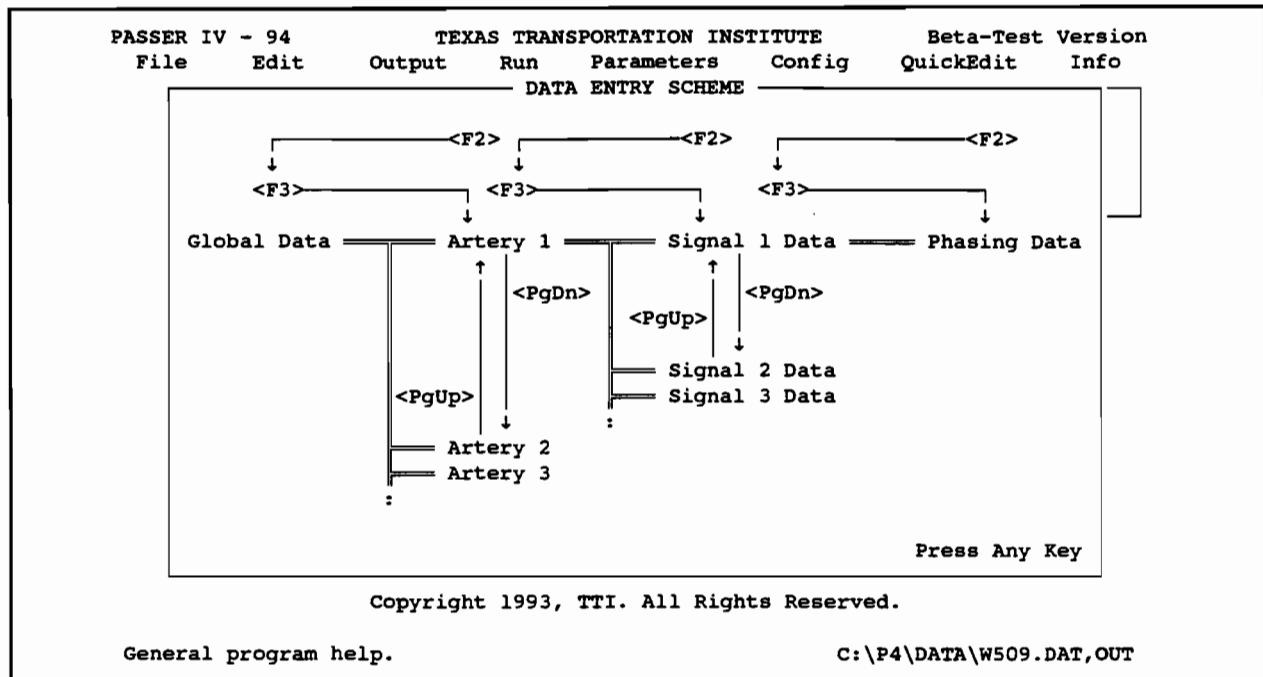 PASSER IV - 94 TEXAS TRANSPORTATION INSTITUTE Beta-Test Version
File Edit Output Run Parameters Config QuickEdit Info
DATA ENTRY SCHEME
<F2> <F2> <F2>
<F3> <F3> <F3>
Global Data Artery 1 Signal 1 Data Phasing Data
<PgDn> <PgDn>
<PgUp>
Signal 2 Data
<PgUp> Signal 3 Data
:
Artery 2
Artery 3
:
Press Any Key
Copyright 1993, TTI. All Rights Reserved.
General program help. C:\P4\DATA\W509.DAT,OUT